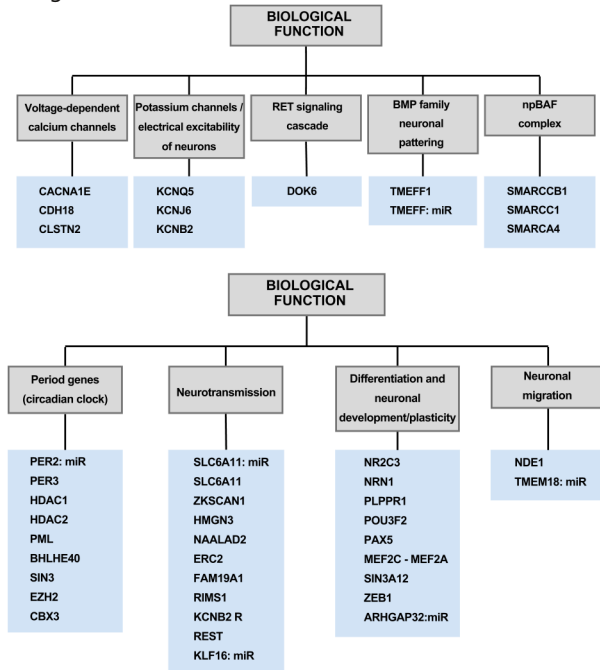 BIOLOGICAL
FUNCTION
Voltage-dependent
calcium channels
CACNA1E
CDH18
CLSTN2
Potassium channels /
electrical excitability
of neurons
KCNQ5
KCNJ6
KCNB2
RET signaling
cascade
DOK6
BMP family
neuronal
pattering
TMEFF1
TMEFF: miR
npBAF
complex
SMARCCB1
SMARCC1
SMARCA4
BIOLOGICAL
FUNCTION
Period genes
(circadian clock)
PER2: miR
PER3
HDAC1
HDAC2
PML
BHLHE40
SIN3
EZH2
CBX3
Neurotransmission
SLC6A11: miR
SLC6A11
ZKSCAN1
HMGN3
NAALAD2
ERC2
FAM19A1
RIMS1
KCNB2 R
REST
KLF16: miR
Differentiation and
neuronal
development/plasticity
NR2C3
NRN1
PLPPR1
POU3F2
PAX5
MEF2C - MEF2A
SIN3A12
ZEB1
ARHGAP32:miR
Neuronal
migration
NDE1
TMEM18: miR